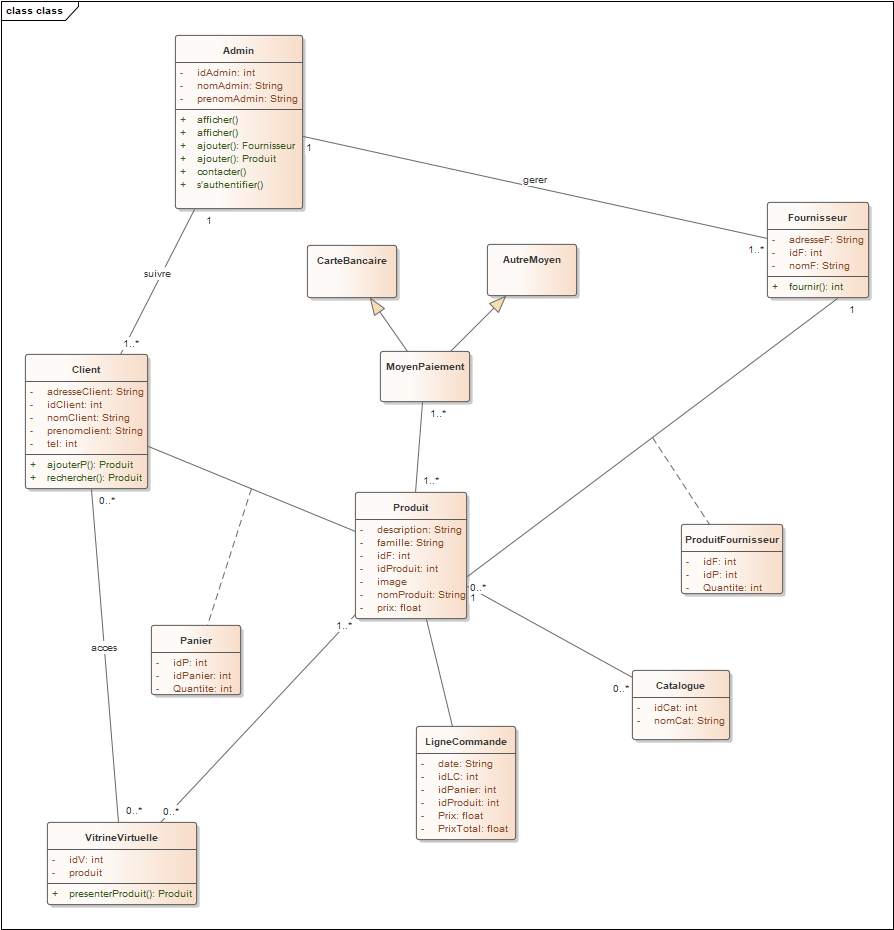 class class
Admin
- idAdmin: int
- nomAdmin: String
- prenomAdmin: String
+ afficher()
+ afficher()
+ ajouter(): Fournisseur
+ ajouter(): Produit
+ contacter()
+ s'authentifier()
1
1
gerer
Fournisseur
- adresseF: String
- idF: int
- nomF: String
+ fournir(): int
1..*
1
suivre
1..*
CarteBancaire
AutreMoyen
MoyenPaiement
1..*
1..*
Client
- adresseClient: String
- idClient: int
- nomClient: String
- prenomclient: String
- tel: int
+ ajouterP(): Produit
+ rechercher(): Produit
0..*
Produit
- description: String
- famille: String
- idF: int
- idProduit: int
- image
- nomProduit: String
- prix: float
0..*
1
1..*
ProduitFournisseur
- idF: int
- idP: int
- Quantite: int
Panier
- idP: int
- idPanier: int
- Quantite: int
acces
Catalogue
- idCat: int
- nomCat: String
0..*
LigneCommande
- date: String
- idLC: int
- idPanier: int
- idProduit: int
- Prix: float
- PrixTotal: float
0..*
0..*
VitrineVirtuelle
- idV: int
- produit
+ presenterProduit(): Produit